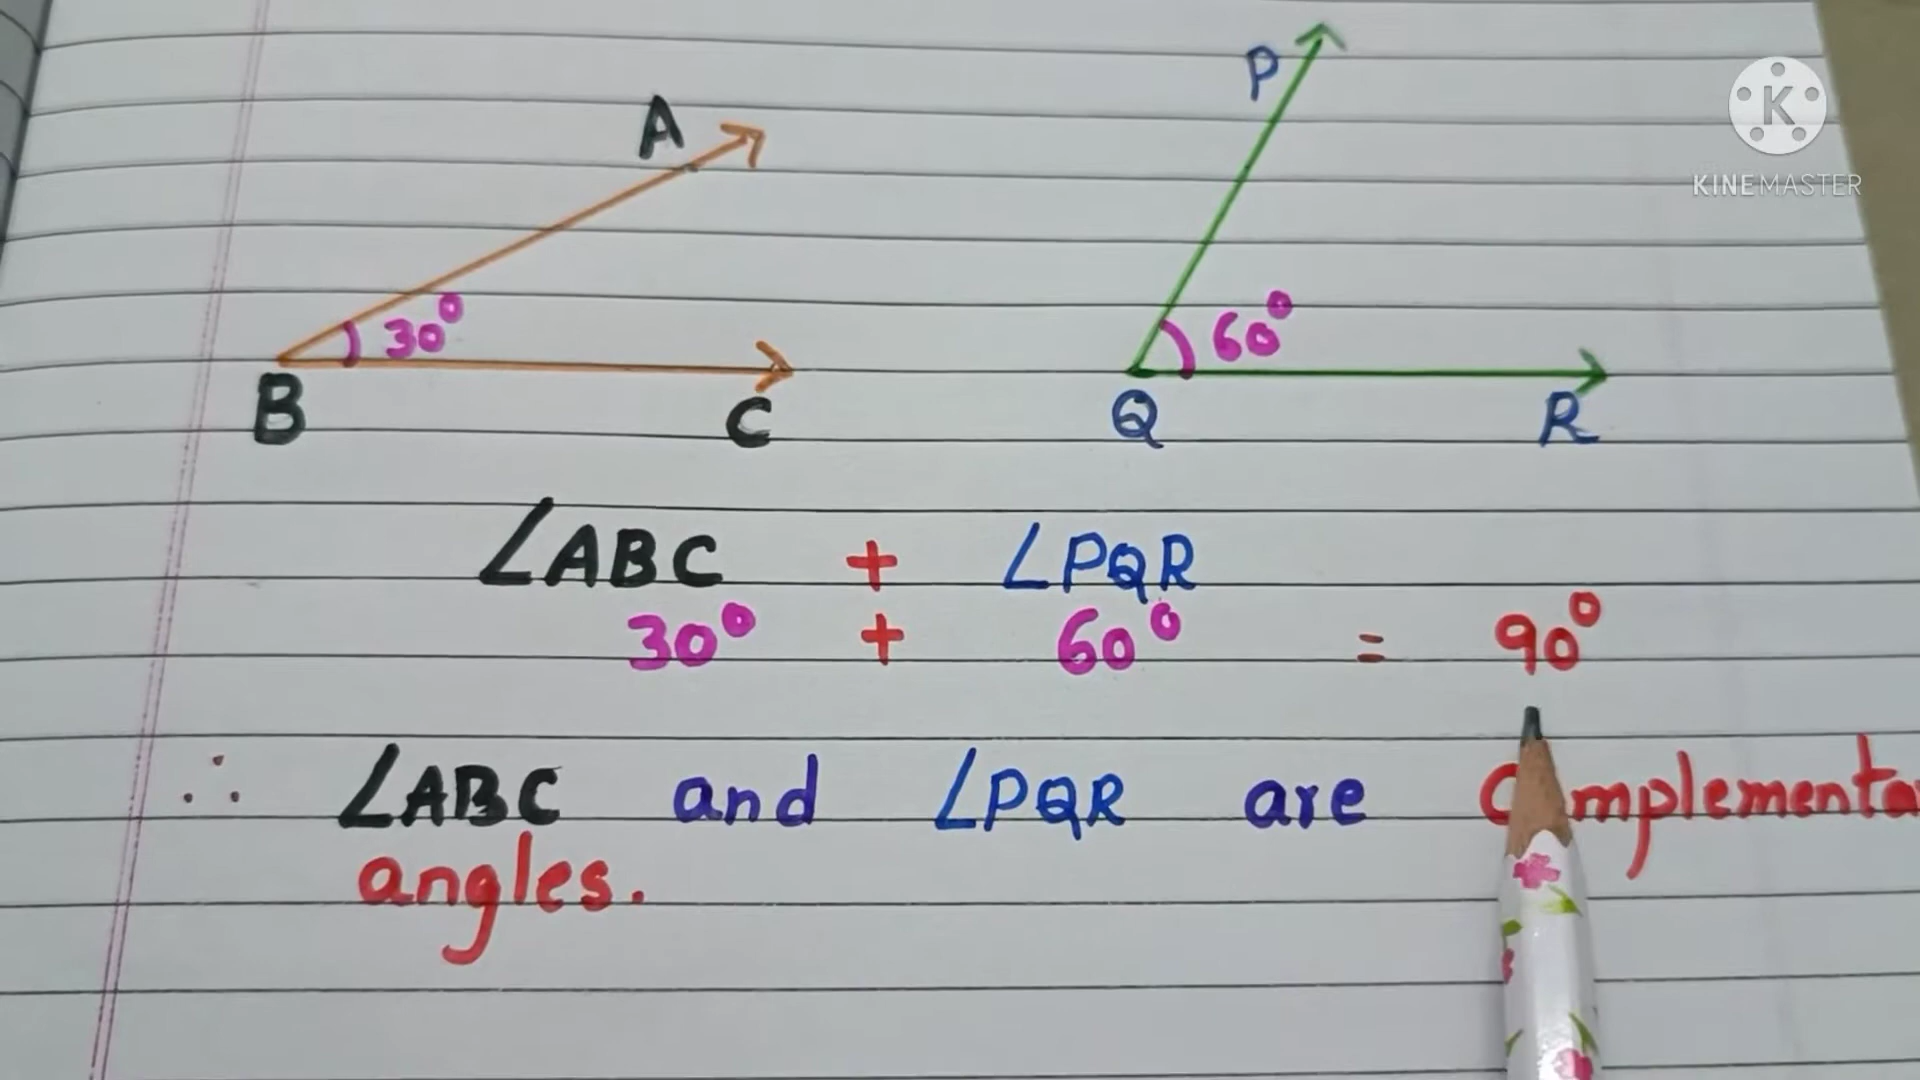 P
A
K
KINEMASTER
30°
60°
B
C
Q
R
∠ABC + ∠PQR
30° + 60° = 90°
∴ ∠ABC and ∠PQR are
angles.